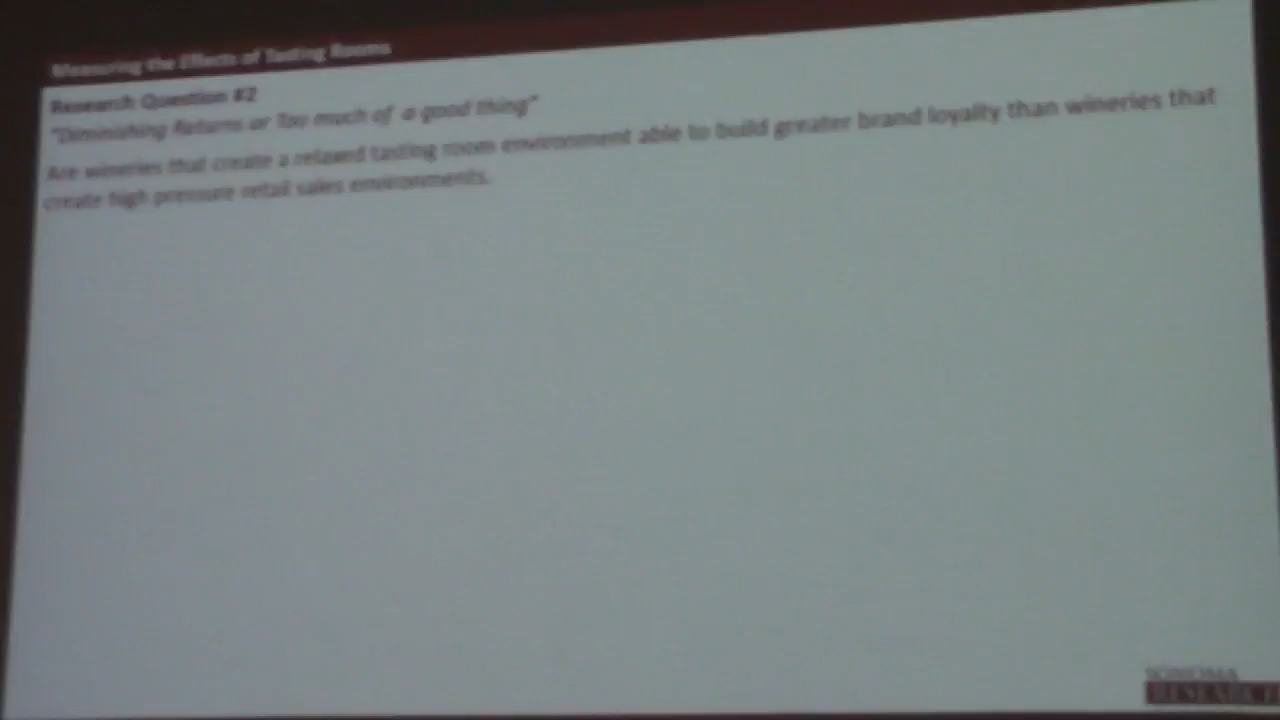 Measuring the Effects of Tasting Rooms
Research Question #2
"Diminishing Returns or Too much of a good thing"
Are wineries that create a relaxed tasting room environment able to build greater brand loyalty than wineries that
create high pressure retail sales environments.
SONOMA
RESEARCH